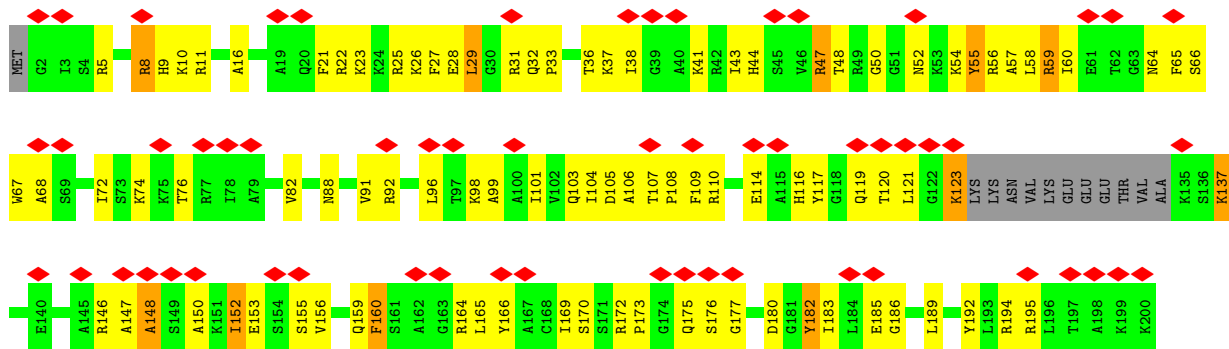 MET G2 I3 S4 R5 R8 H9 K10 R11 A16 A19 Q20 F21 R22 K23 K24 R25 K26 F27 E28 L29 G30 R31 Q32 P33 T36 K37 I38 G39 A40 K41 R42 I43 H44 S45 V46 R47 T48 R49 G50 G51 N52 K53 K54 Y55 R56 A57 L58 R59 I60 E61 T62 G63 N64 F65 S66
W67 A68 S69 I72 S73 K74 K75 T76 R77 I78 A79 V82 N88 V91 R92 L96 T97 K98 A99 A100 I101 V102 Q103 I104 D105 A106 T107 P108 F109 R110 E114 A115 H116 Y117 G118 Q119 T120 L121 G122 K123 LYS LYS ASN VAL LYS GLU GLU GLU THR VAL ALA K135 S136 K137
E140 A145 R146 A147 A148 S149 A150 K151 I152 E153 S154 S155 V156 Q159 F160 S161 A162 G163 R164 L165 Y166 A167 C168 I169 S170 S171 R172 P173 G174 Q175 S176 G177 D180 G181 Y182 I183 L184 E185 G186 L189 Y192 L193 R194 R195 L196 T197 A198 K199 K200